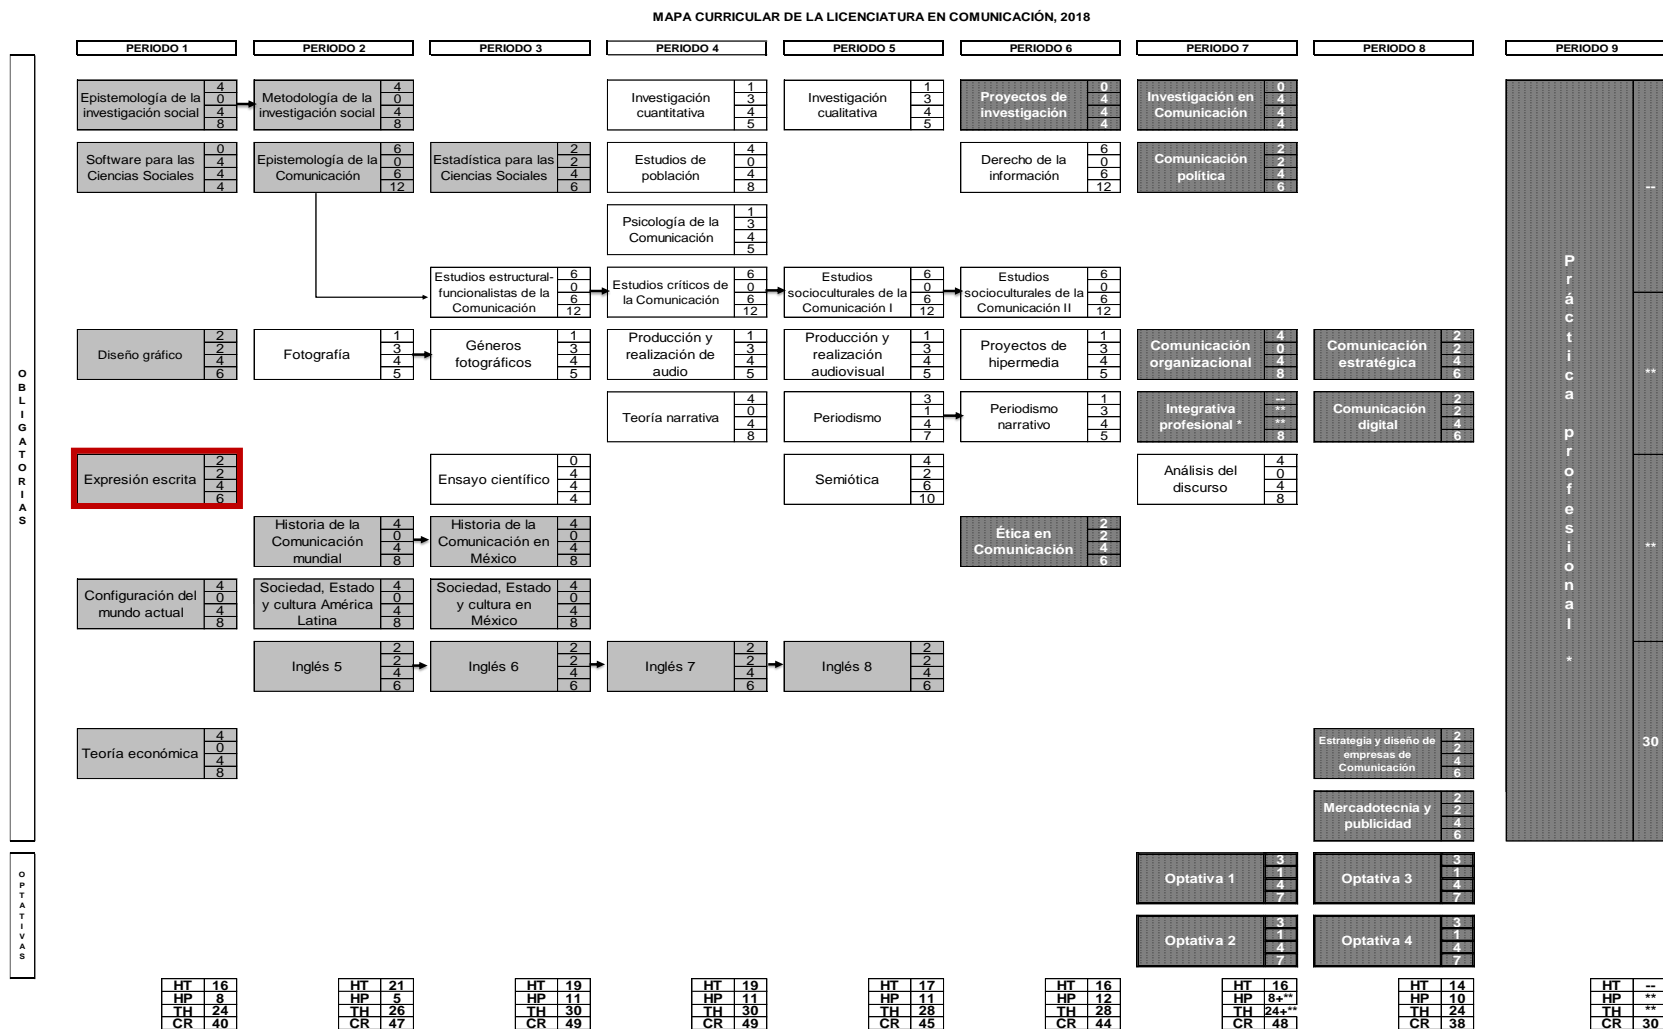 MAPA CURRICULAR DE LA LICENCIATURA EN COMUNICACIÓN, 2018
PERIODO 1
PERIODO 2
PERIODO 3
PERIODO 4
PERIODO 5
PERIODO 6
PERIODO 7
PERIODO 8
PERIODO 9
OBLIGATORIAS
Epistemología de la
investigación social
4
0
4
8
Metodología de la
investigación social
4
0
4
8
Investigación
cuantitativa
1
3
4
5
Investigación
cualitativa
1
3
4
5
Proyectos de
investigación
0
4
4
4
Investigación en
Comunicación
0
4
4
4
Software para las
Ciencias Sociales
0
4
4
4
Epistemología de la
Comunicación
6
0
6
12
Estadística para las
Ciencias Sociales
2
2
4
6
Estudios de
población
4
0
4
8
Derecho de la
información
6
0
6
12
Comunicación
política
2
2
4
6
Psicología de la
Comunicación
1
3
4
5
Estudios estructural-
funcionalistas de la
Comunicación
6
0
6
12
Estudios críticos de
la Comunicación
6
0
6
12
Estudios
socioculturales de la
Comunicación I
6
0
6
12
Estudios
socioculturales de la
Comunicación II
6
0
6
12
Diseño gráfico
2
2
4
6
Fotografía
1
3
4
5
Géneros
fotográficos
1
3
4
5
Producción y
realización de
audio
1
3
4
5
Producción y
realización
audiovisual
1
3
4
5
Proyectos de
hipermedia
1
3
4
5
Comunicación
organizacional
4
0
4
8
Comunicación
estratégica
2
2
4
6
Teoría narrativa
4
0
4
8
Periodismo
3
1
4
7
Periodismo
narrativo
1
3
4
5
Integrativa
profesional *
--
**
**
8
Comunicación
digital
2
2
4
6
Expresión escrita
2
2
4
6
Ensayo científico
0
4
4
4
Semiótica
4
2
6
10
Análisis del
discurso
4
0
4
8
Historia de la
Comunicación
mundial
4
0
4
8
Historia de la
Comunicación en
México
4
0
4
8
Ética en
Comunicación
2
2
4
6
Configuración del
mundo actual
4
0
4
8
Sociedad, Estado
y cultura América
Latina
4
0
4
8
Sociedad, Estado
y cultura en
México
4
0
4
8
Inglés 5
2
2
4
6
Inglés 6
2
2
4
6
Inglés 7
2
2
4
6
Inglés 8
2
2
4
6
Teoría económica
4
0
4
8
Estrategia y diseño de
empresas de
Comunicación
2
2
4
6
Mercadotecnia y
publicidad
2
2
4
6
Práctica profesional *
--
**
**
30
OPTATIVAS
Optativa 1
3
1
4
7
Optativa 3
3
1
4
7
Optativa 2
3
1
4
7
Optativa 4
3
1
4
7
HT 16
HP 8
TH 24
CR 40
HT 21
HP 5
TH 26
CR 47
HT 19
HP 11
TH 30
CR 49
HT 19
HP 11
TH 30
CR 49
HT 17
HP 11
TH 28
CR 45
HT 16
HP 12
TH 28
CR 44
HT 16
HP 8+**
TH 24+**
CR 48
HT 14
HP 10
TH 24
CR 38
HT --
HP **
TH **
CR 30